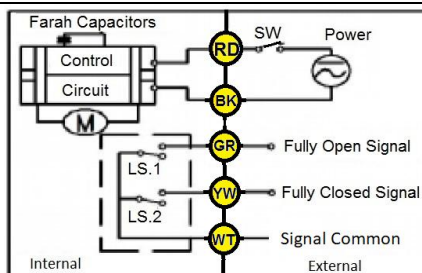 Farah Capacitors
SW
Power
RD
Control
Circuit
BK
M
GR
Fully Open Signal
LS.1
YW
Fully Closed Signal
LS.2
WT
Signal Common
Internal
External